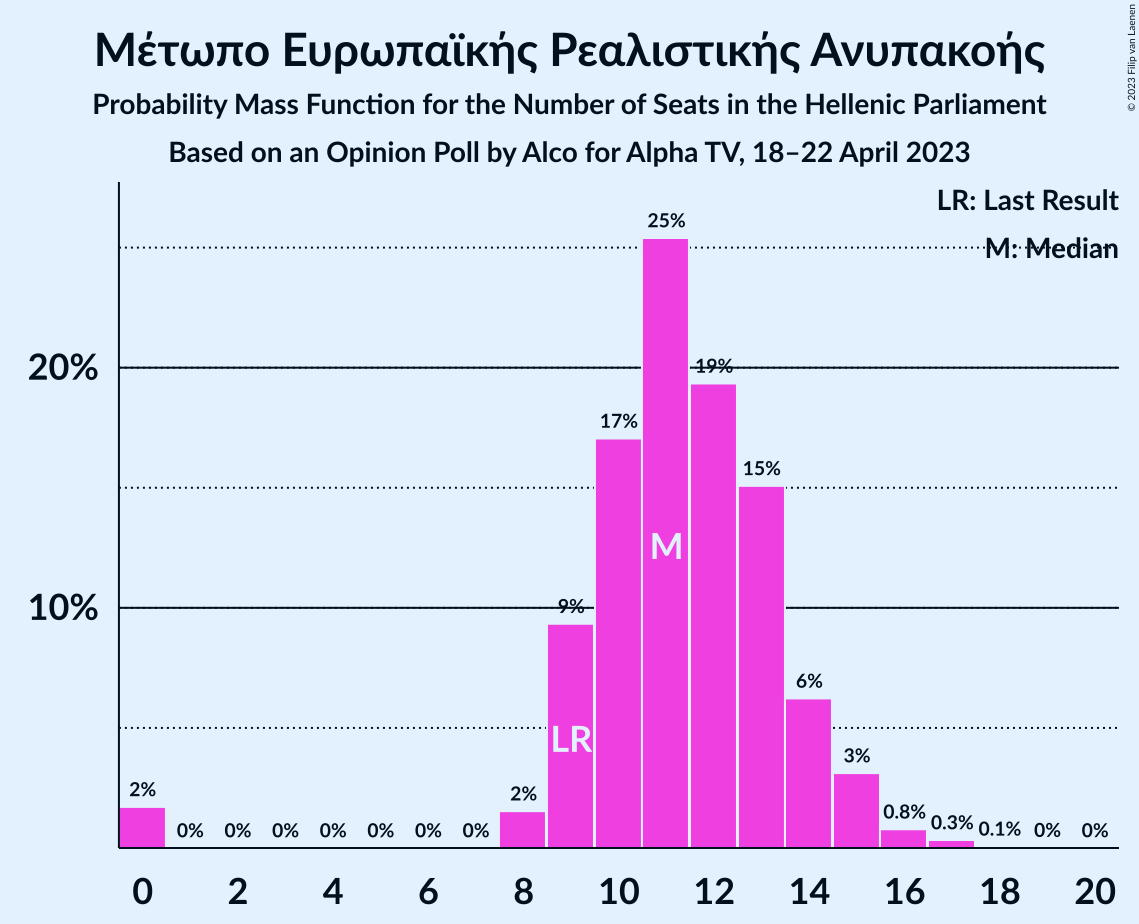 Μέτωπο Ευρωπαϊκής Ρεαλιστικής Ανυπακοής
Probability Mass Function for the Number of Seats in the Hellenic Parliament
Based on an Opinion Poll by Alco for Alpha TV, 18–22 April 2023
© 2023 Filip van Laenen
LR: Last Result
M: Median
25%
20%
19%
17%
15%
M
10%
9%
6%
LR
3%
2%
2%
0.8%
0.3%
0.1%
0% 0% 0% 0% 0% 0% 0% 0% 0%
0 2 4 6 8 10 12 14 16 18 20